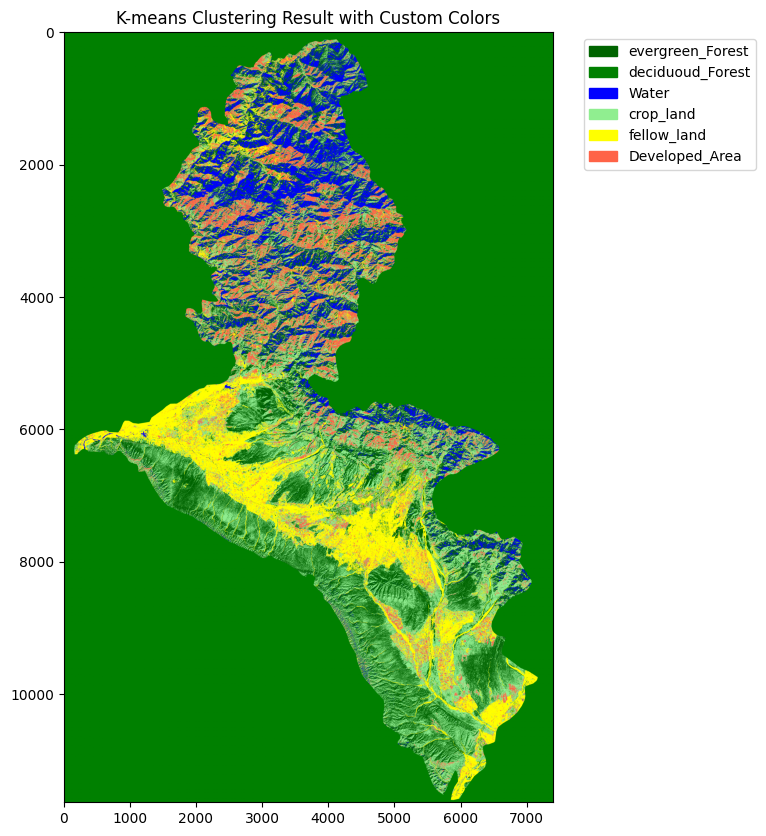 K-means Clustering Result with Custom Colors
evergreen_Forest
deciduoud_Forest
Water
crop_land
fellow_land
Developed_Area
0
2000
4000
6000
8000
10000
0 1000 2000 3000 4000 5000 6000 7000